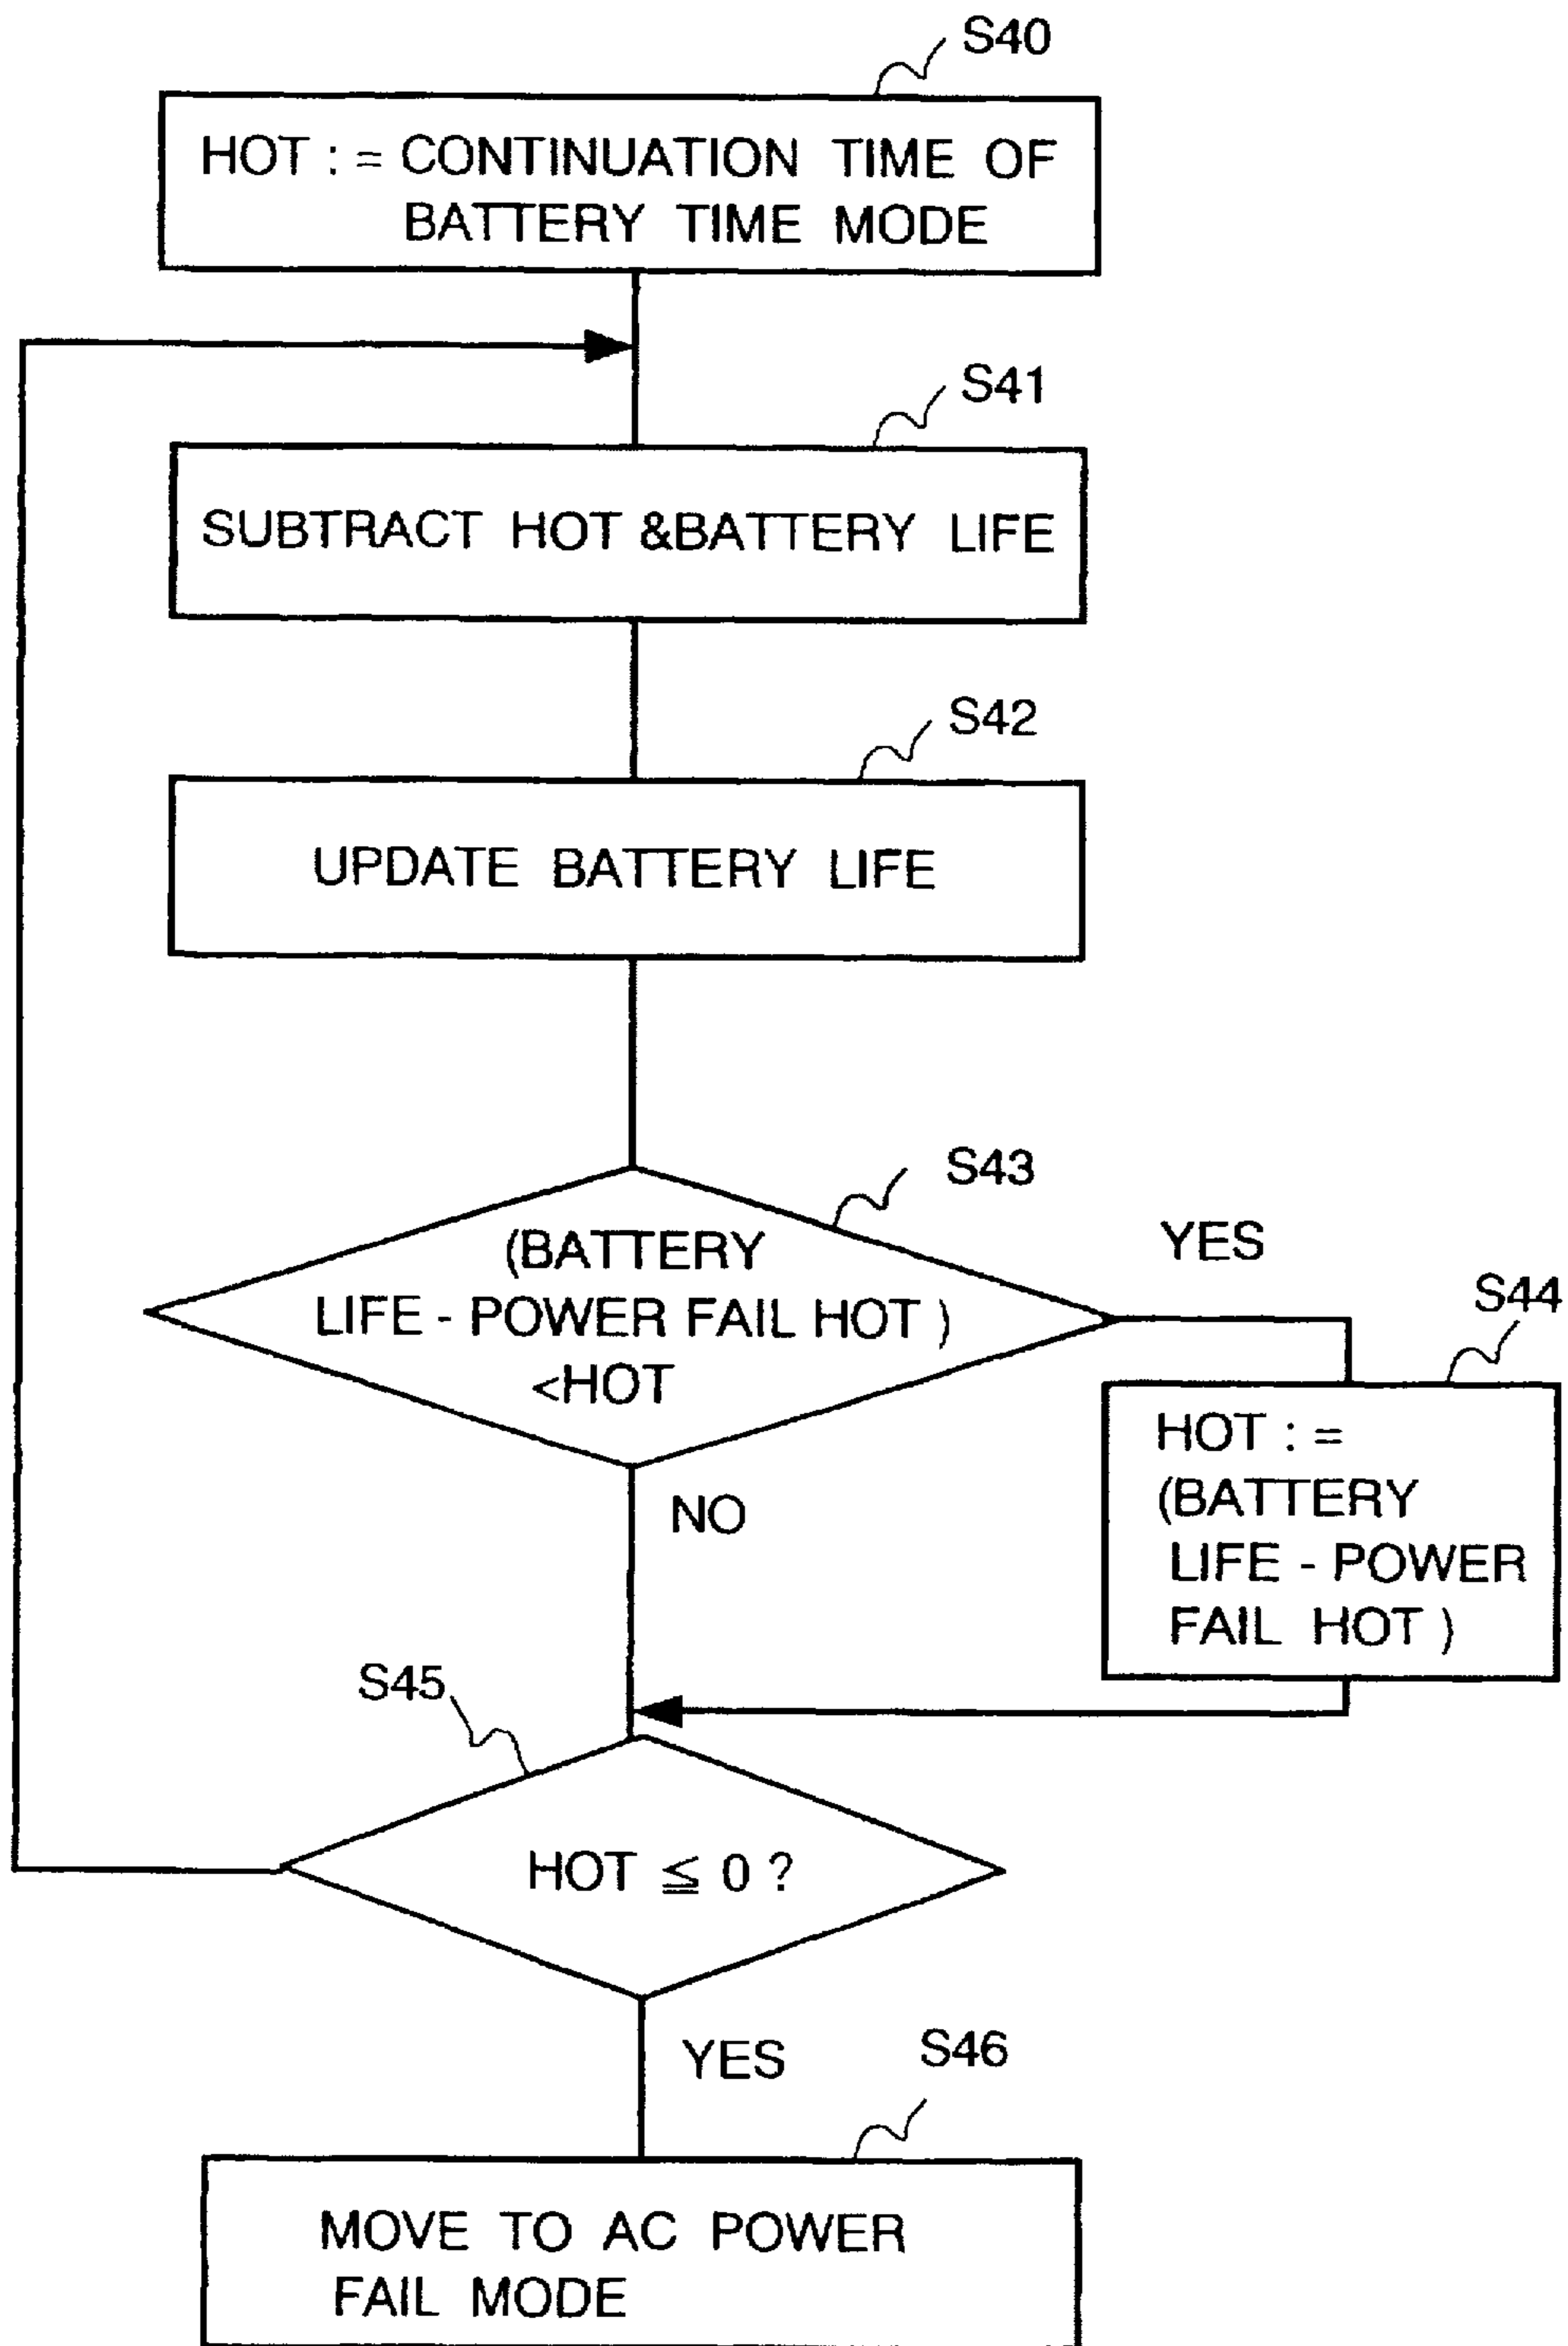 S40
HOT : = CONTINUATION TIME OF
BATTERY TIME MODE
S41
SUBTRACT HOT &BATTERY LIFE
S42
UPDATE BATTERY LIFE
S43
(BATTERY
LIFE - POWER FAIL HOT )
<HOT
YES
S44
HOT : =
(BATTERY
LIFE - POWER
FAIL HOT )
NO
S45
HOT ≦ 0 ?
YES
S46
MOVE TO AC POWER
FAIL MODE